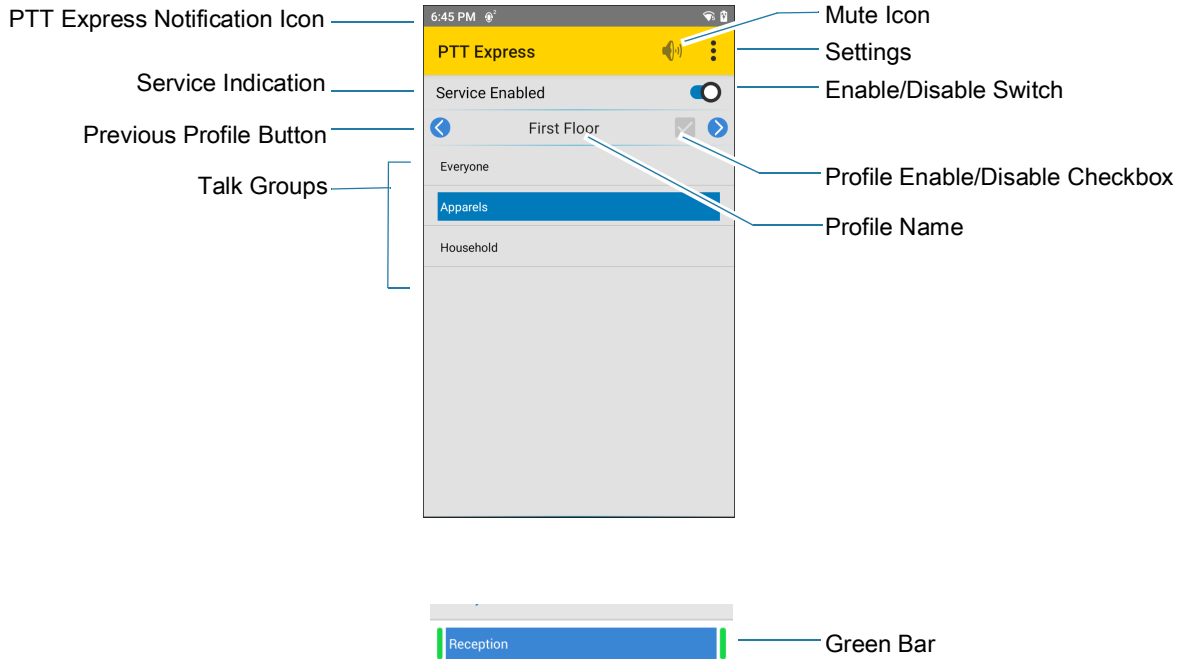 PTT Express Notification Icon
6:45 PM 2
Mute Icon
PTT Express
Settings
Service Indication
Service Enabled
Enable/Disable Switch
Previous Profile Button
First Floor
Talk Groups
Everyone
Profile Enable/Disable Checkbox
Apparels
Profile Name
Household
Reception
Green Bar